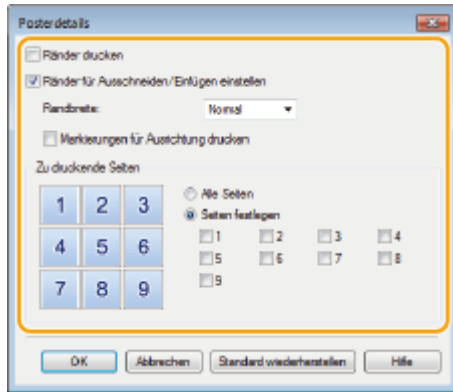 Posterdetails
Ränder drucken
Ränder für Ausschneiden/Einfügen einstellen
Randbreite: Normal
Markierungen für Ausrichtung drucken
Zu druckende Seiten
1 2 3
Alle Seiten
Seiten festlegen
4 5 6
1 2 3 4
5 6 7 8
7 8 9
9
OK Abbrechen Standard wiederherstellen Hilfe